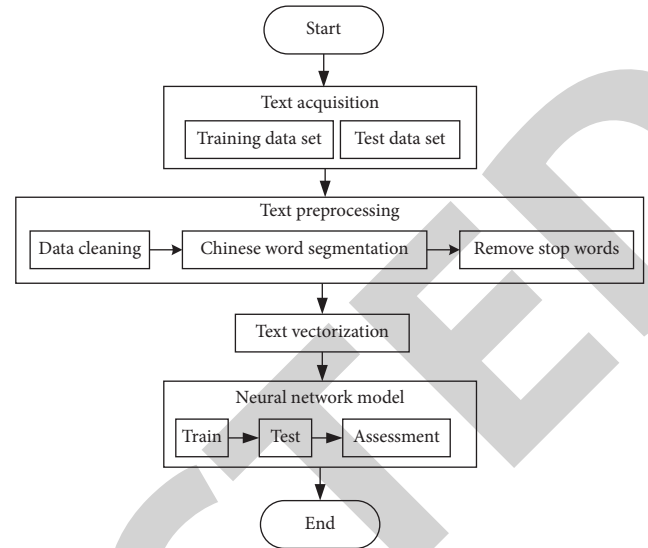 Start
Text acquisition
Training data set Test data set
Text preprocessing
Data cleaning Chinese word segmentation Remove stop words
Text vectorization
Neural network model
Train Test Assessment
End
CTED